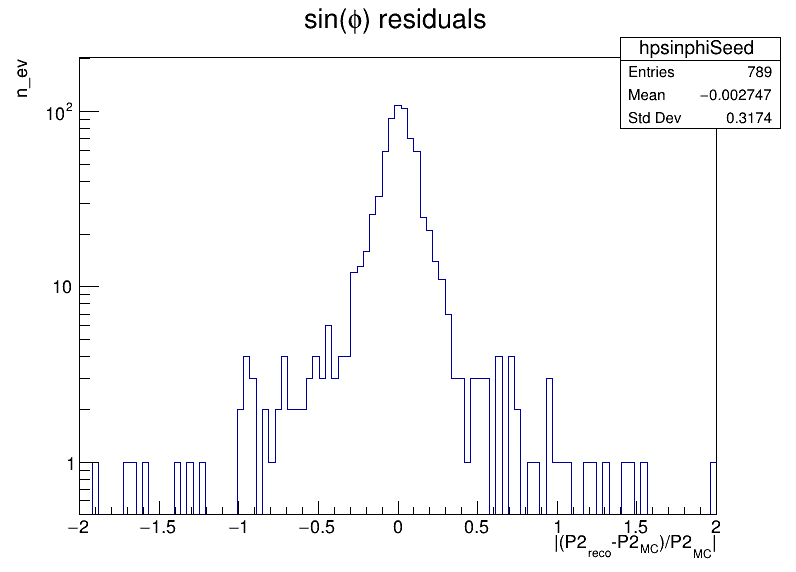 sin(ϕ) residuals
hpsinphiSeed
Entries 789
Mean −0.002747
Std Dev 0.3174
n_ev
10²
10
1
−2 −1.5 −1 −0.5 0 0.5 1 1.5 2
|(P2reco-P2MC)/P2MC|